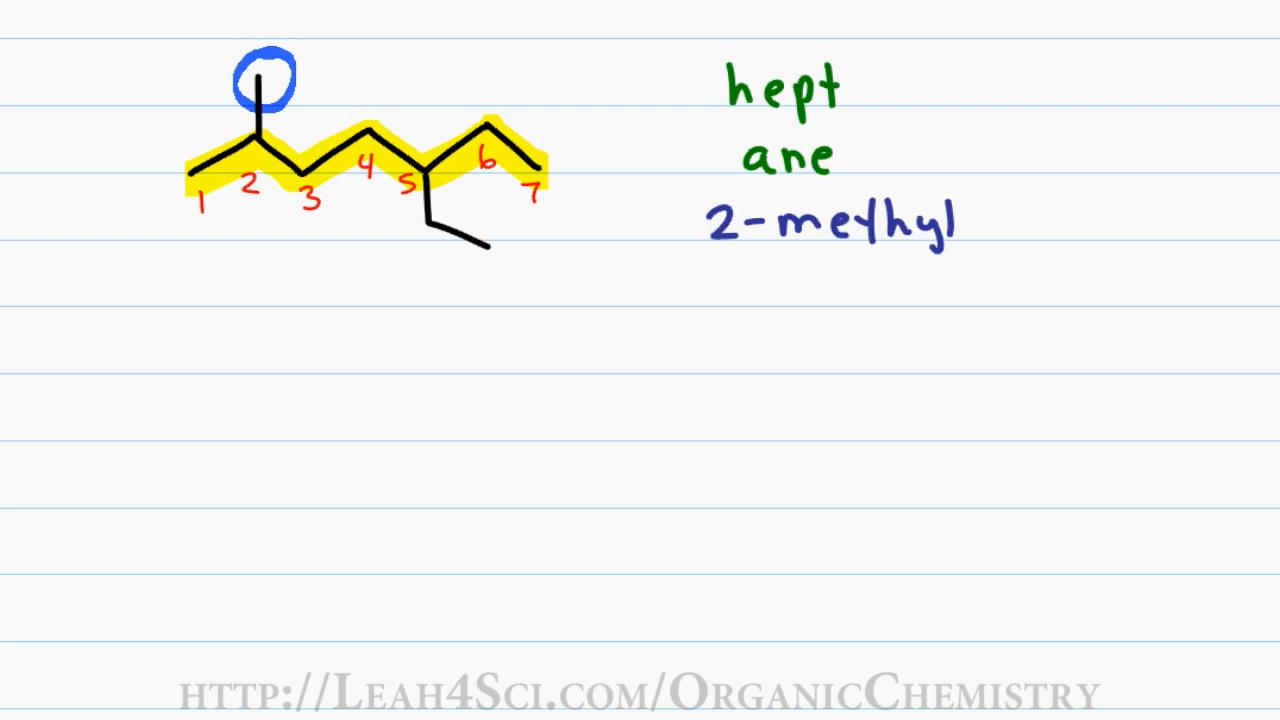 hept
ane
2-methyl
1 2 3 4 5 6 7
http://Leah4Sci.com/OrganicChemistry